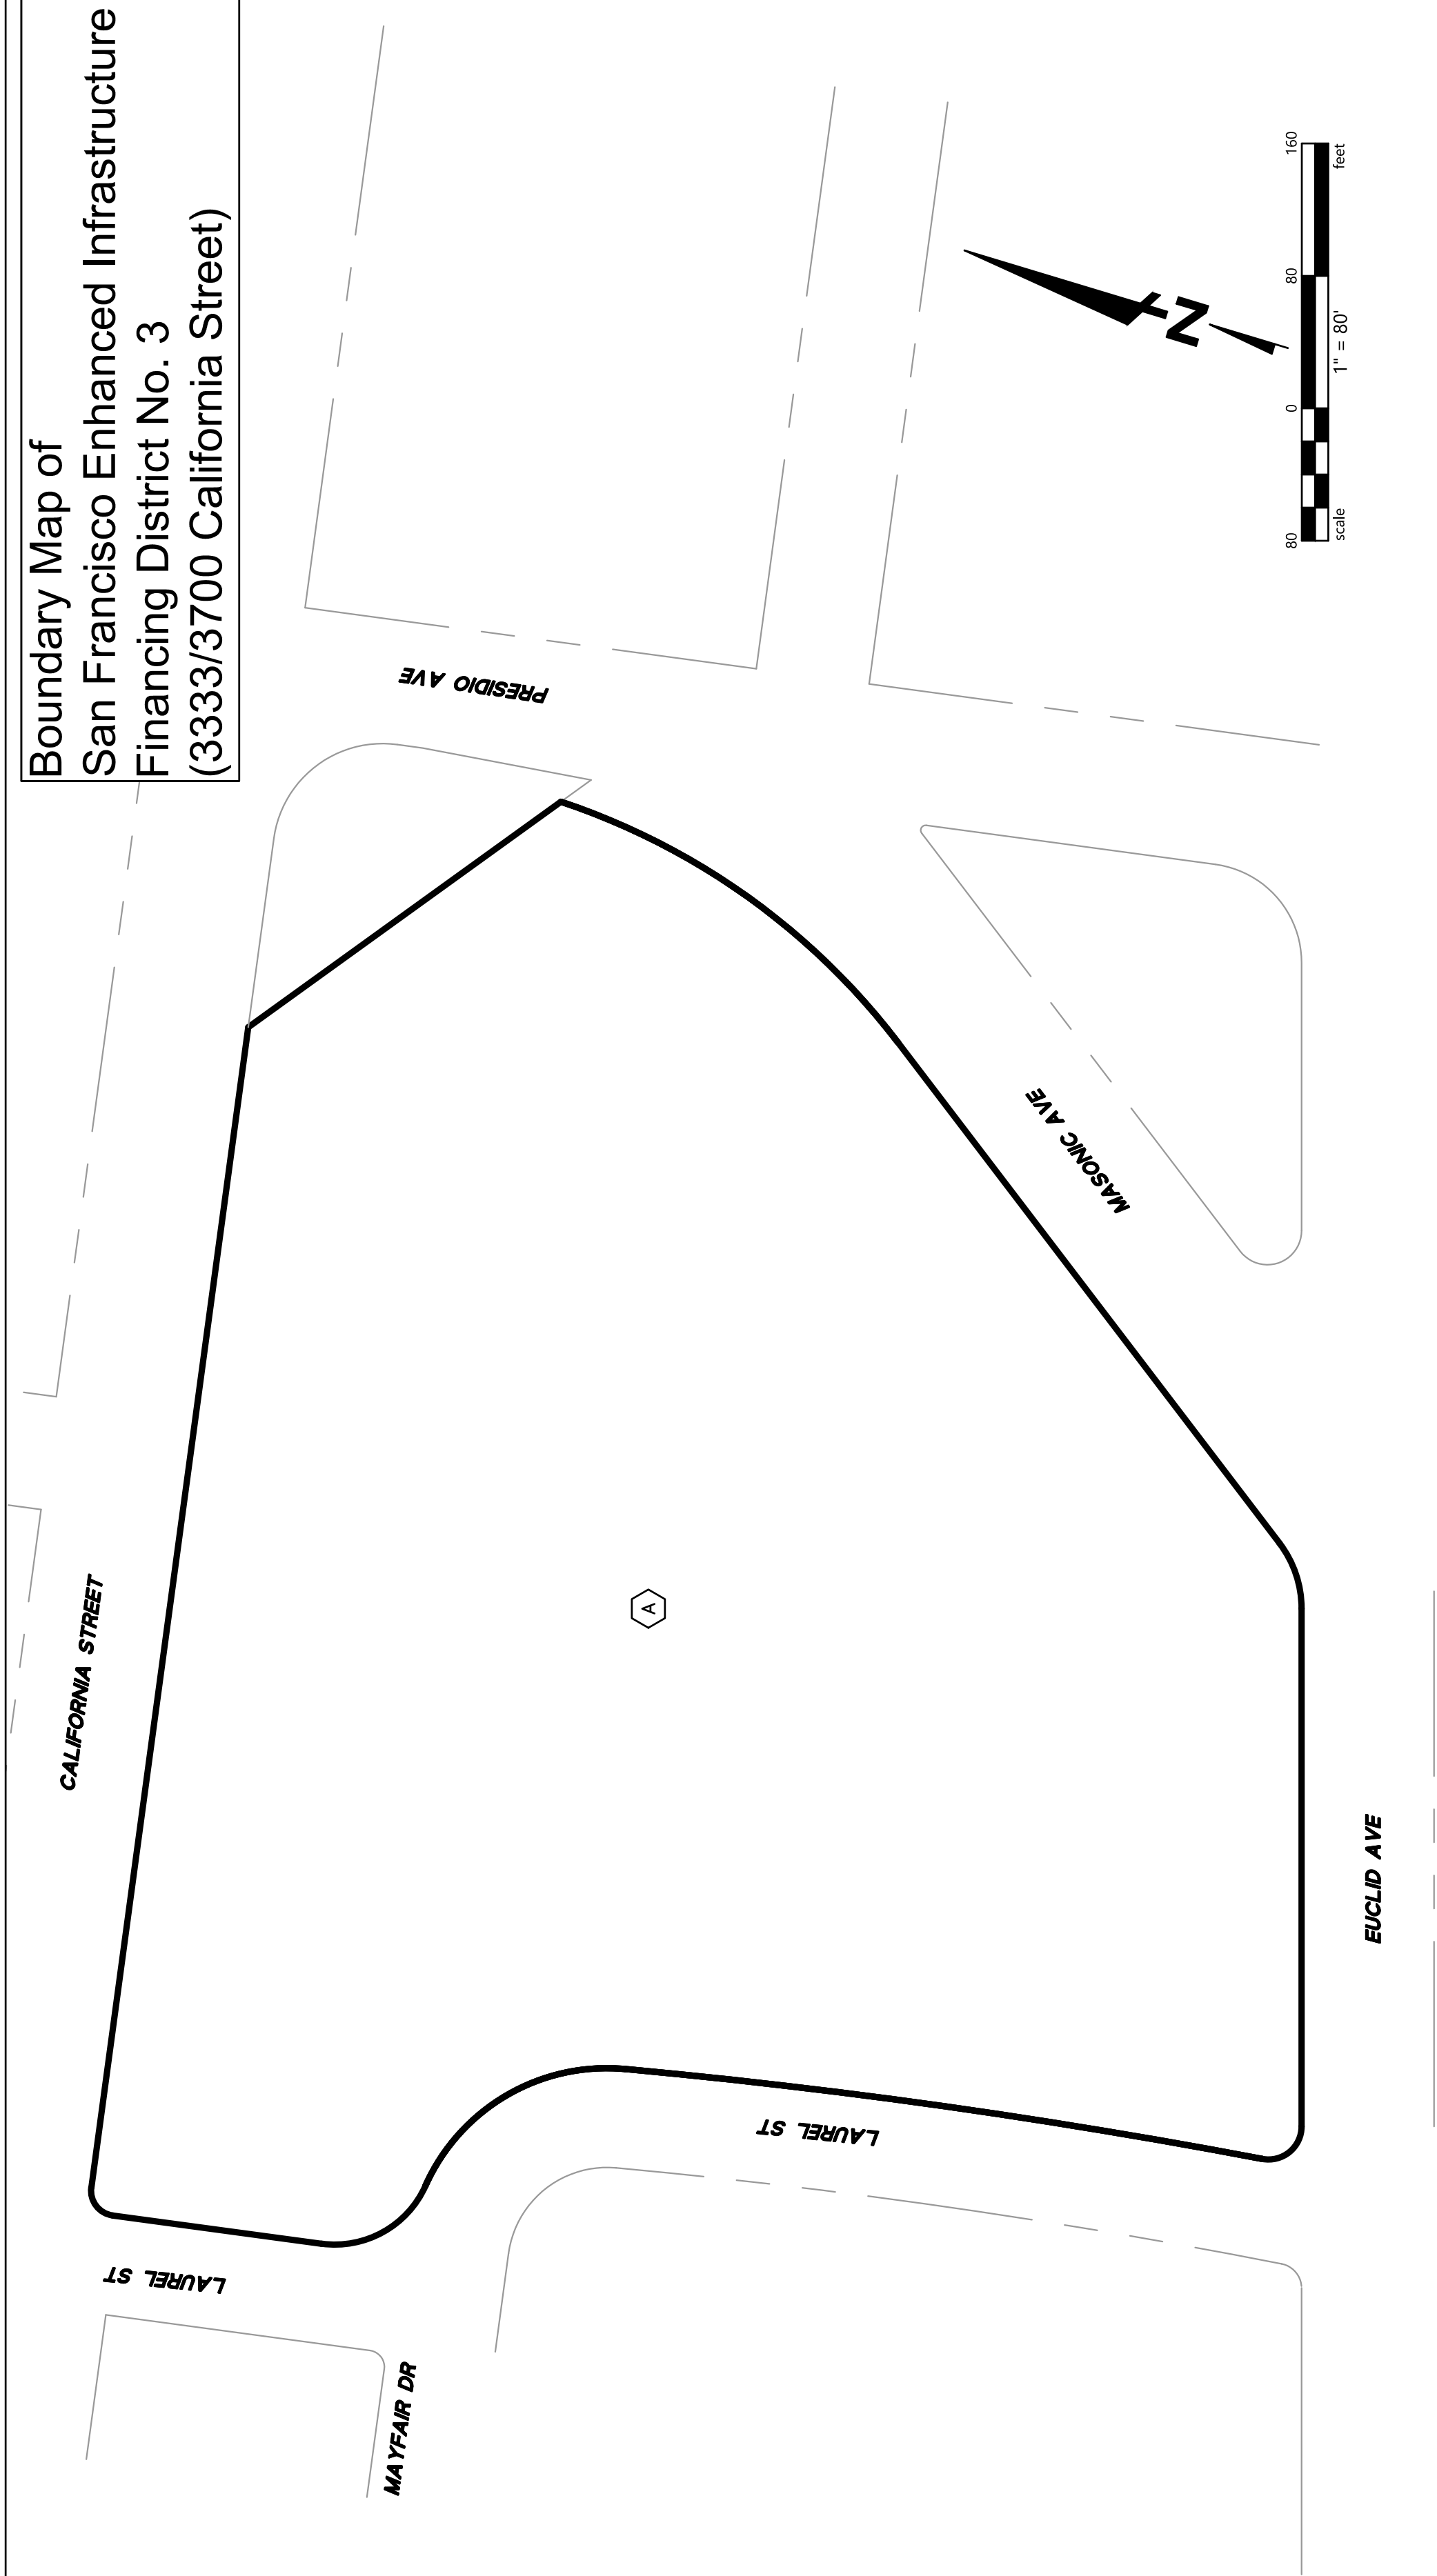 Boundary Map of
San Francisco Enhanced Infrastructure
Financing District No. 3
(3333/3700 California Street)
CALIFORNIA STREET
PRESIDIO AVE
MASONIC AVE
LAUREL ST
LAUREL ST
MAYFAIR DR
EUCLID AVE
A
N
80 0 80 160
scale 1" = 80' feet